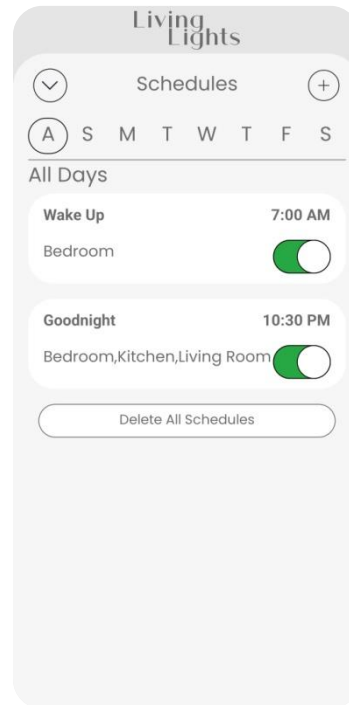 Living
Lights
Schedules
A S M T W T F S
All Days
Wake Up 7:00 AM
Bedroom
Goodnight 10:30 PM
Bedroom,Kitchen,Living Room
Delete All Schedules